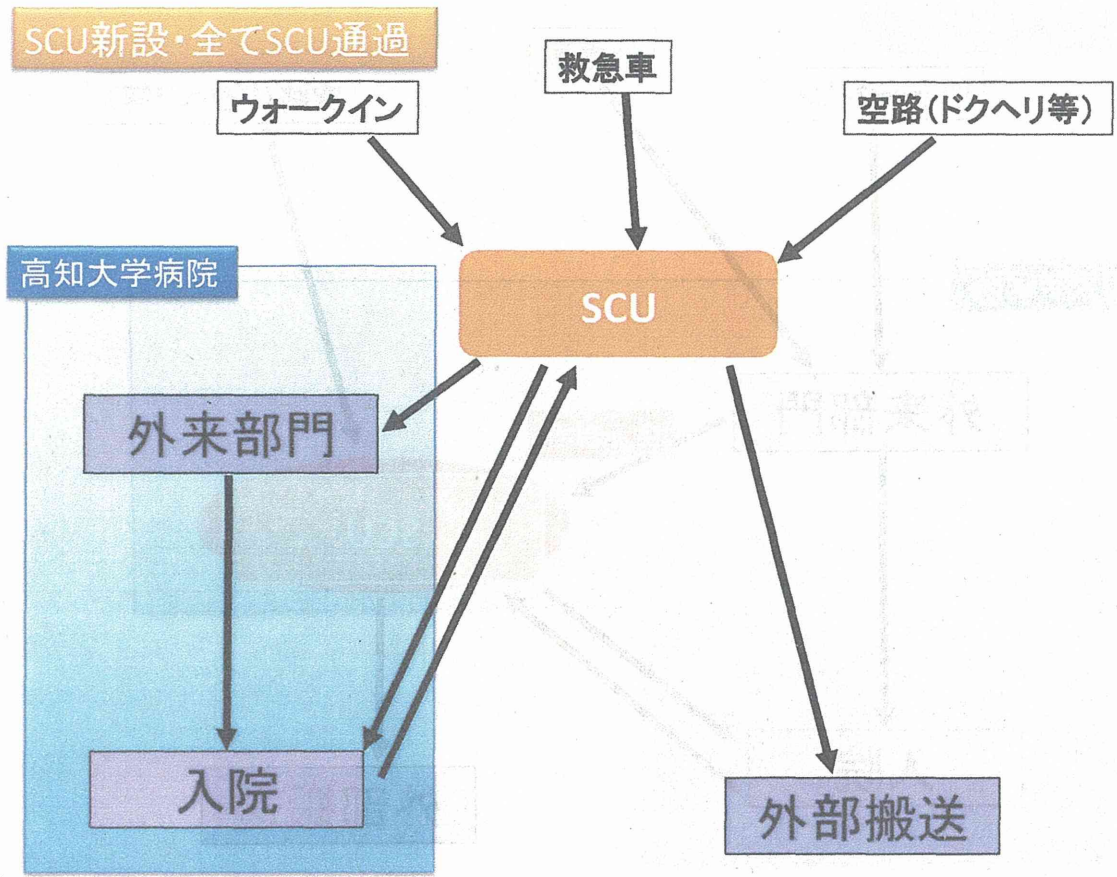 SCU新設・全てSCU通過
救急車
ウォークイン
空路(ドクヘリ等)
高知大学病院
SCU
外来部門
入院
外部搬送